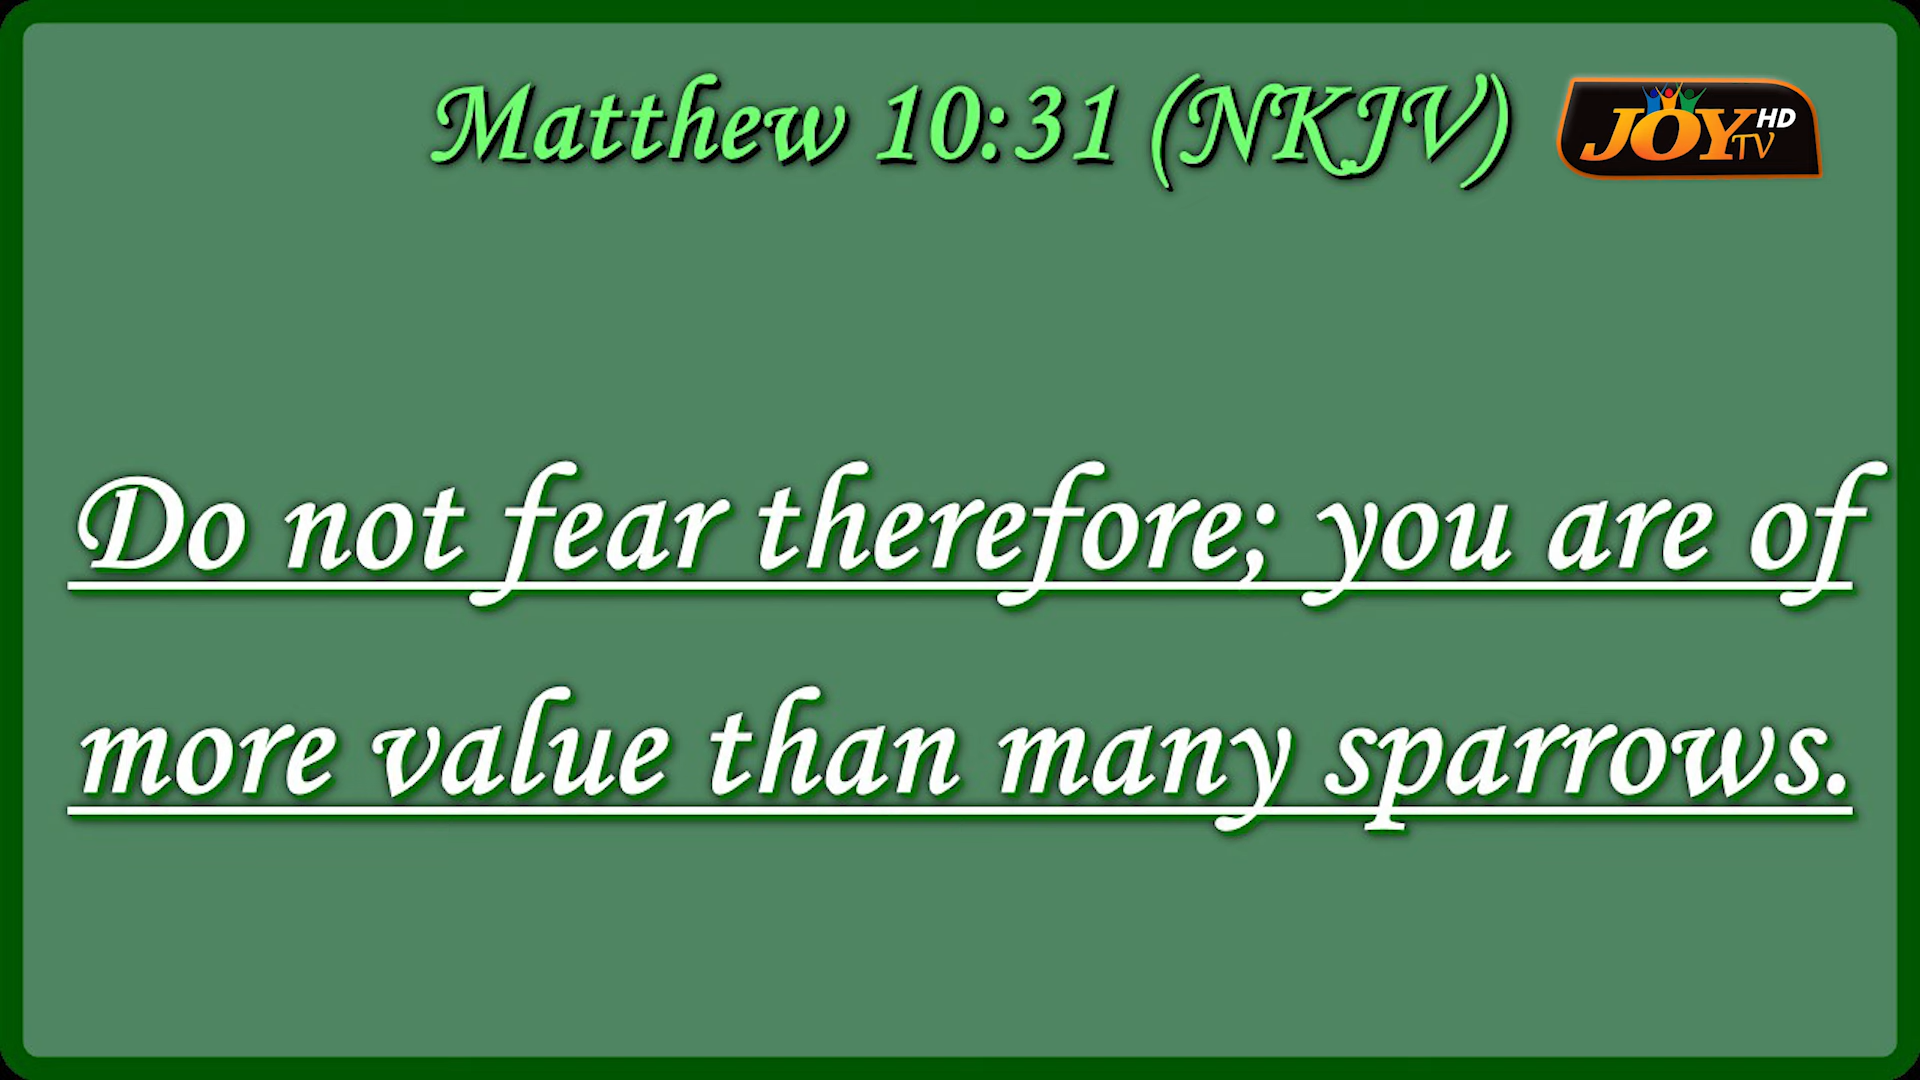 Matthew 10:31 (NKJV)
JOY TV HD
Do not fear therefore; you are of
more value than many sparrows.